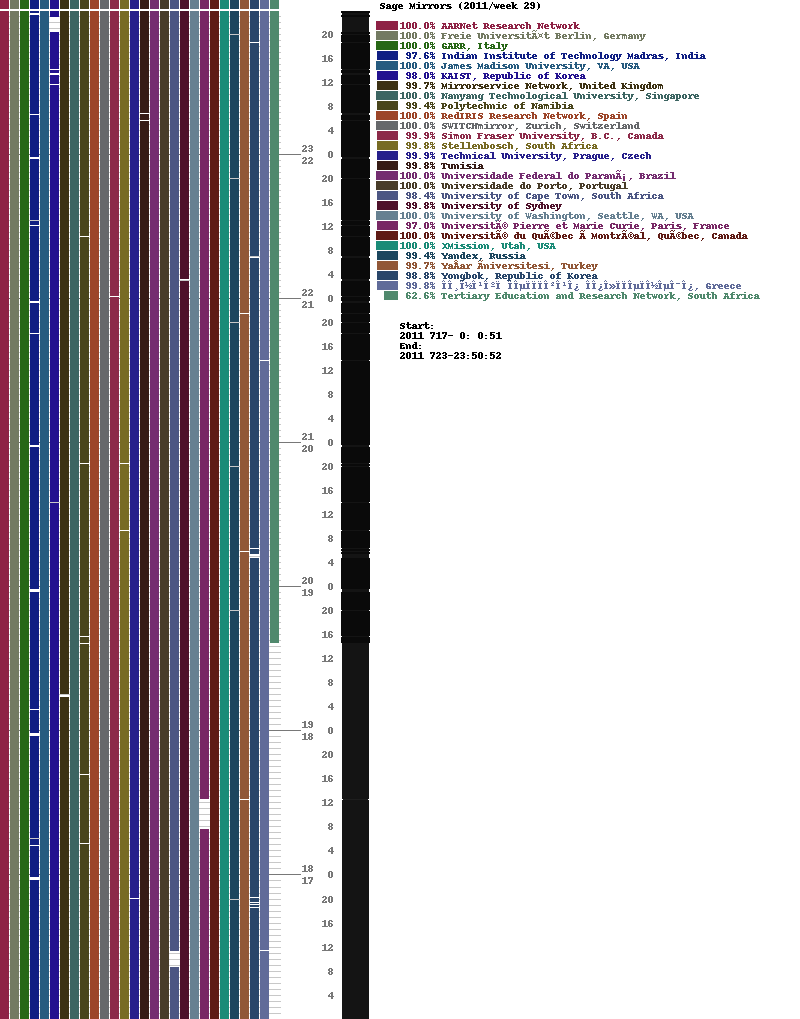 Sage Mirrors (2011/week 29)
100.0% AARNet Research Network
100.0% Freie UniversitÃ¤t Berlin, Germany
100.0% GARR, Italy
97.6% Indian Institute of Technology Madras, India
100.0% James Madison University, VA, USA
98.0% KAIST, Republic of Korea
99.7% Mirrorservice Network, United Kingdom
100.0% Nanyang Technological University, Singapore
99.4% Polytechnic of Namibia
100.0% RedIRIS Research Network, Spain
100.0% SWITCHmirror, Zurich, Switzerland
99.9% Simon Fraser University, B.C., Canada
99.8% Stellenbosch, South Africa
99.9% Technical University, Prague, Czech
99.8% Tunisia
100.0% Universidade Federal do ParanÃ¡, Brazil
100.0% Universidade do Porto, Portugal
98.4% University of Cape Town, South Africa
99.8% University of Sydney
100.0% University of Washington, Seattle, WA, USA
97.0% UniversitÃ© Pierre et Marie Curie, Paris, France
100.0% UniversitÃ© du QuÃ©bec Ã MontrÃ©al, QuÃ©bec, Canada
100.0% XMission, Utah, USA
99.4% Yandex, Russia
99.7% YaÅar Ãniversitesi, Turkey
98.8% Yongbok, Republic of Korea
99.8% , Greece
62.6% Tertiary Education and Research Network, South Africa
Start:
2011 717- 0: 0:51
End:
2011 723-23:50:52
20
16
12
8
4
23
22
0
20
16
12
8
4
22
21
0
20
16
12
8
4
21
20
0
20
16
12
8
4
20
19
0
20
16
12
8
4
19
18
0
20
16
12
8
4
18
17
0
20
16
12
8
4